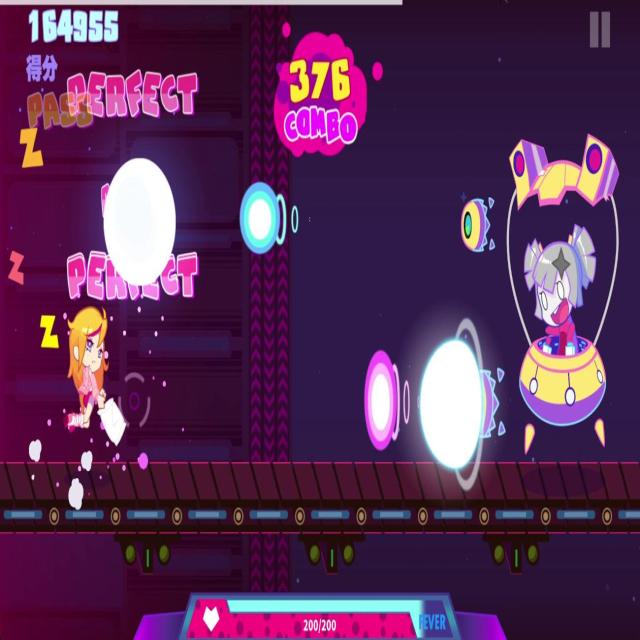 164955
得分
PASS
PERFECT
376
COMBO
Z
Z
PERFECT
Z
200/200
FEVER